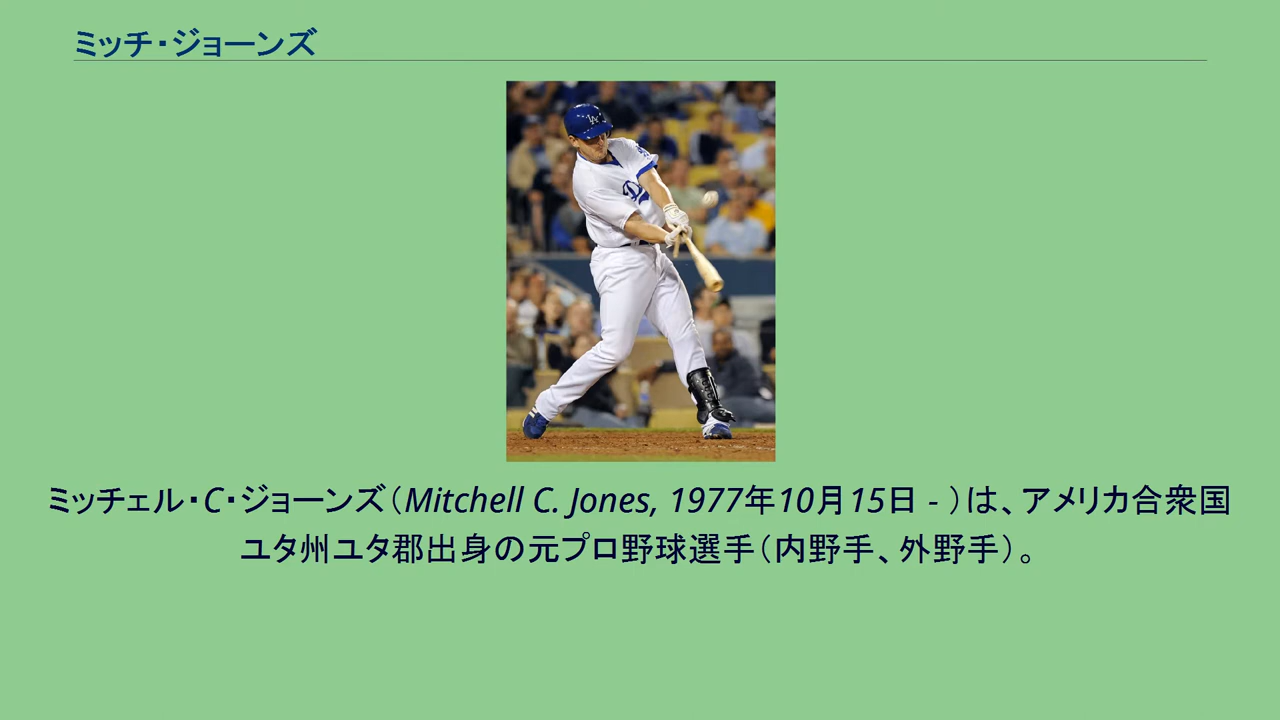 ミッチ・ジョーンズ
ミッチェル・C・ジョーンズ（Mitchell C. Jones, 1977年10月15日 - ）は、アメリカ合衆国
ユタ州ユタ郡出身の元プロ野球選手（内野手、外野手）。